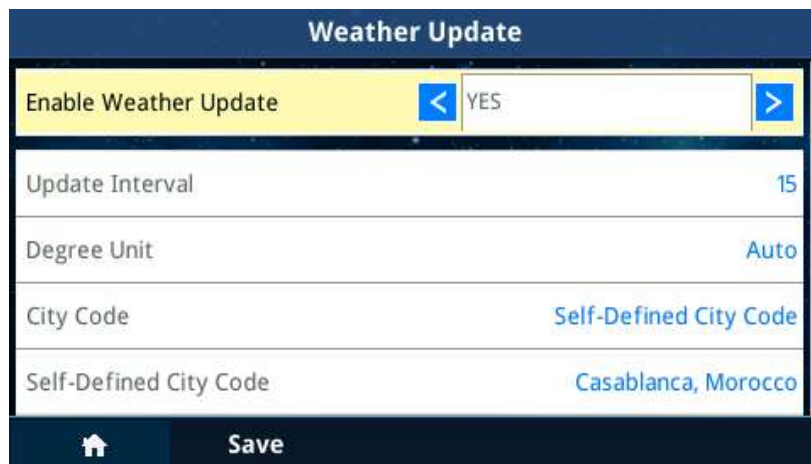 Weather Update
Enable Weather Update < YES >
Update Interval 15
Degree Unit Auto
City Code Self-Defined City Code
Self-Defined City Code Casablanca, Morocco
Save